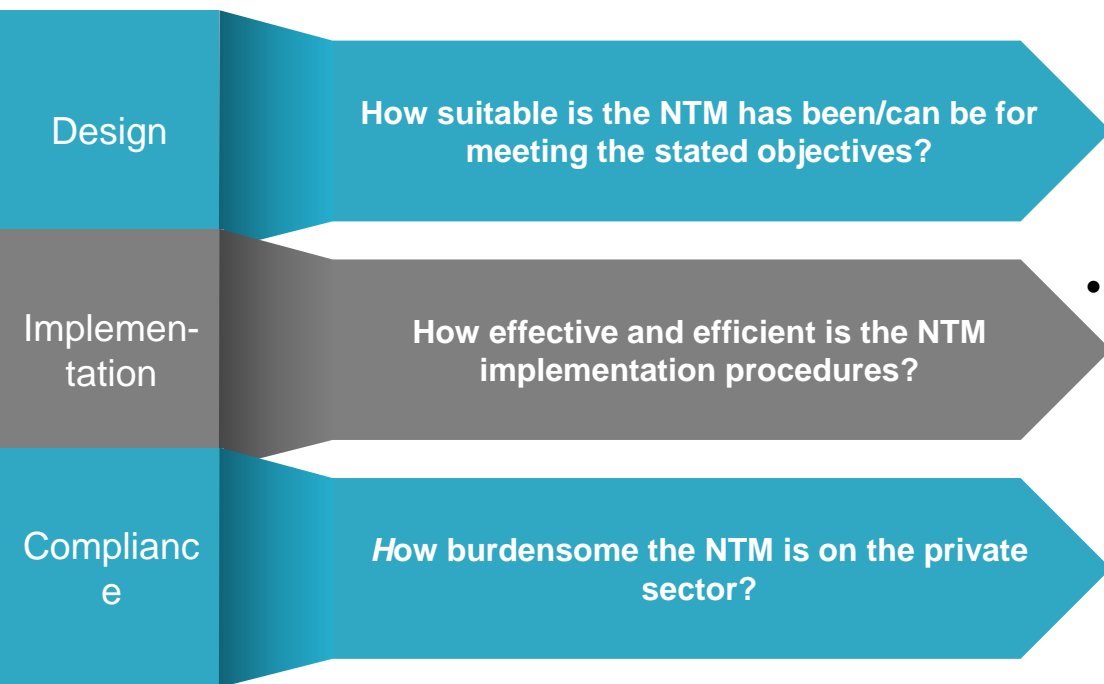 Design
How suitable is the NTM has been/can be for
meeting the stated objectives?
Implemen-
tation
How effective and efficient is the NTM
implementation procedures?
•
Complianc
e
How burdensome the NTM is on the private
sector?